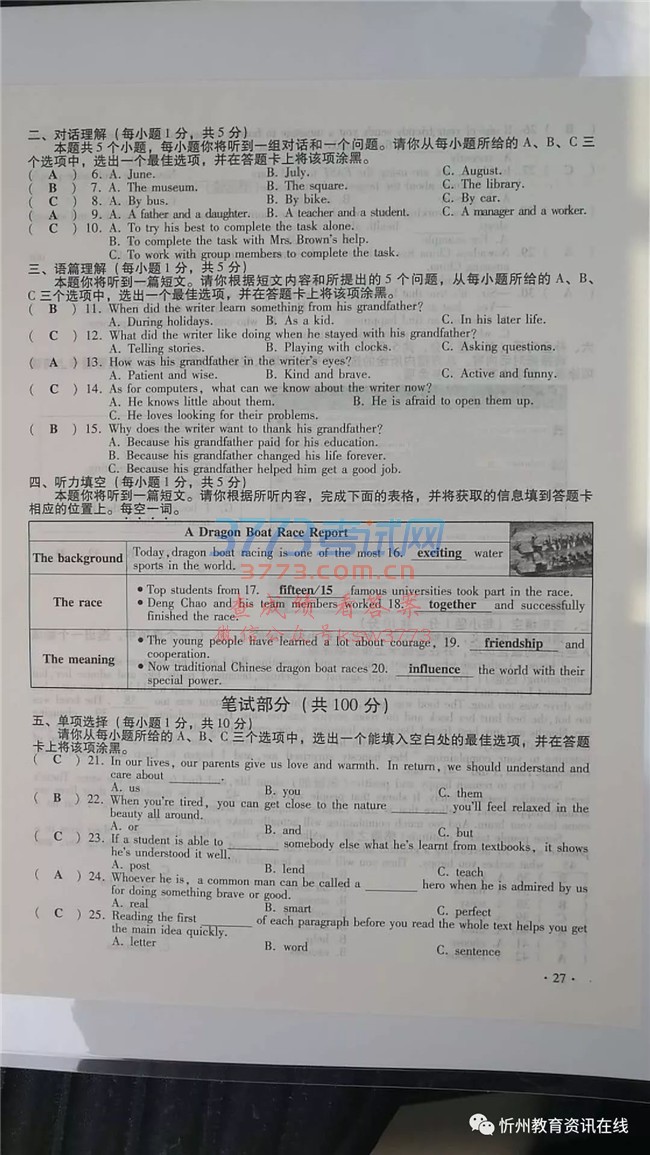 二、对话理解（每小题1分，共5分）
本题共5个小题，每小题你将听到一组对话和一个问题。请你从每小题所给的A、B、C三
个选项中，选出一个最佳选项，并在答题卡上将该项涂黑。
( A ) 6. A. June. B. July. C. August.
( B ) 7. A. The museum. B. The square. C. The library.
( C ) 8. A. By bus. B. By bike. C. By car.
( A ) 9. A. A father and a daughter. B. A teacher and a student. C. A manager and a worker.
( C ) 10. A. To try his best to complete the task alone.
B. To complete the task with Mrs. Brown's help.
C. To work with group members to complete the task.
三、语篇理解（每小题1分，共5分）
本题你将听到一篇短文。请你根据短文内容和所提出的5个问题，从每小题所给的A、B、
C三个选项中，选出一个最佳选项，并在答题卡上将该项涂黑。
( B ) 11. When did the writer learn something from his grandfather?
A. During holidays. B. As a kid. C. In his later life.
( C ) 12. What did the writer like doing when he stayed with his grandfather?
A. Telling stories. B. Playing with clocks. C. Asking questions.
( A ) 13. How was his grandfather in the writer's eyes?
A. Patient and wise. B. Kind and brave. C. Active and funny.
( C ) 14. As for computers, what can we know about the writer now?
A. He knows little about them. B. He is afraid to open them up.
C. He loves looking for their problems.
( B ) 15. Why does the writer want to thank his grandfather?
A. Because his grandfather paid for his education.
B. Because his grandfather changed his life forever.
C. Because his grandfather helped him get a good job.
四、听力填空（每小题1分，共5分）
本题你将听到一篇短文。请你根据所听内容，完成下面的表格，并将获取的信息填到答题卡
相应的位置上。每空一词。
A Dragon Boat Race Report
The background Today, dragon boat racing is one of the most 16. exciting water
sports in the world.
The race • Top students from 17. fifteen/15 famous universities took part in the race.
• Deng Chao and his team members worked 18. together and successfully
finished the race.
The meaning • The young people have learned a lot about courage, 19. friendship and
cooperation.
• Now traditional Chinese dragon boat races 20. influence the world with their
special power.
3773考试网
3773.com.cn
查成绩 看答案
微信公众号KSW3773
笔试部分（共100分）
五、单项选择（每小题1分，共10分）
请你从每小题所给的A、B、C三个选项中，选出一个能填入空白处的最佳选项，并在答题
卡上将该项涂黑。
( C ) 21. In our lives, our parents give us love and warmth. In return, we should understand and
care about ________.
A. us B. you C. them
( B ) 22. When you're tired, you can get close to the nature ________ you'll feel relaxed in the
beauty all around.
A. or B. and C. but
( C ) 23. If a student is able to ________ somebody else what he's learnt from textbooks, it shows
he's understood it well.
A. post B. lend C. teach
( A ) 24. Whoever he is, a common man can be called a ________ hero when he is admired by us
for doing something brave or good.
A. real B. smart C. perfect
( C ) 25. Reading the first ________ of each paragraph before you read the whole text helps you get
the main idea quickly.
A. letter B. word C. sentence
· 27 ·
忻州教育资讯在线